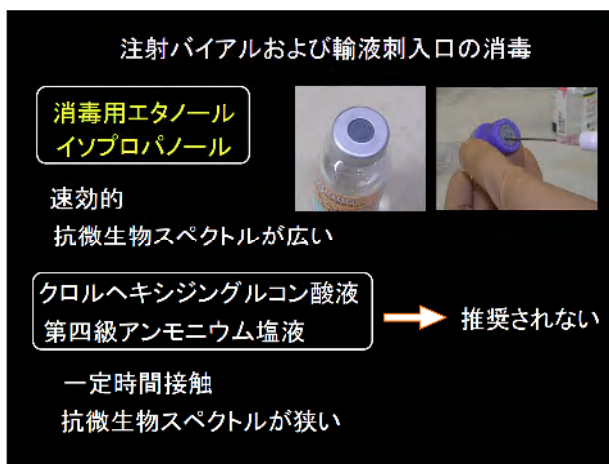 注射バイアルおよび輸液刺入口の消毒
消毒用エタノール
イソプロパノール
速効的
抗微生物スペクトルが広い
クロルヘキシジングルコン酸液
第四級アンモニウム塩液
推奨されない
一定時間接触
抗微生物スペクトルが狭い